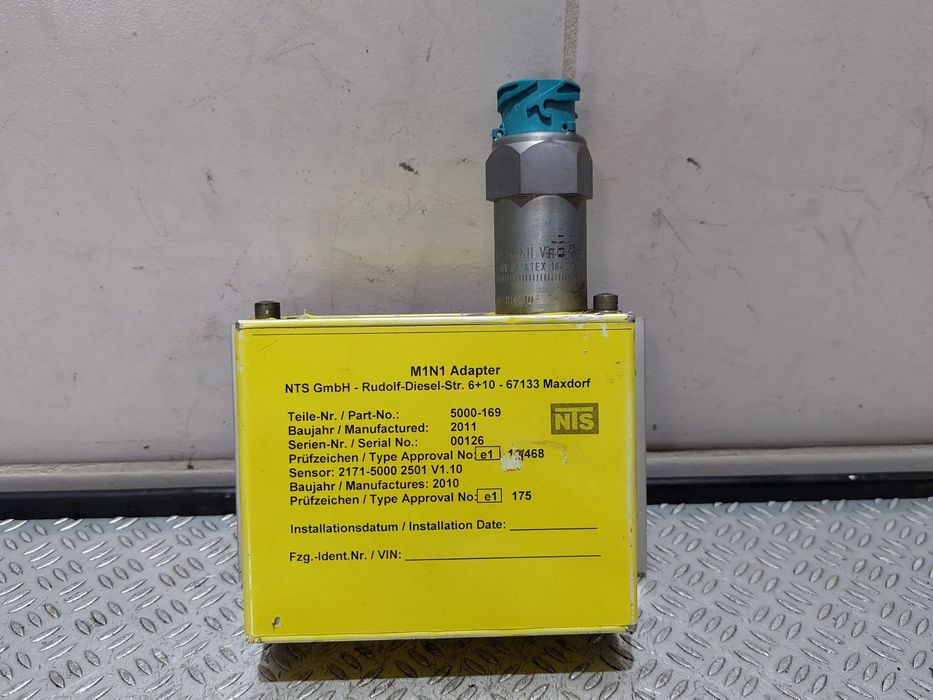 ATEX
M1N1 Adapter
NTS GmbH - Rudolf-Diesel-Str. 6+10 - 67133 Maxdorf
Teile-Nr. / Part-No.: 5000-169
NTS
Baujahr / Manufactured: 2011
Serien-Nr. / Serial No.: 00126
Prüfzeichen / Type Approval No: e1
Sensor: 2171-5000 2501 V1.10
Baujahr / Manufactures: 2010
Prüfzeichen / Type Approval No: e1 175
Installationsdatum / Installation Date:
Fzg.-Ident.Nr. / VIN: